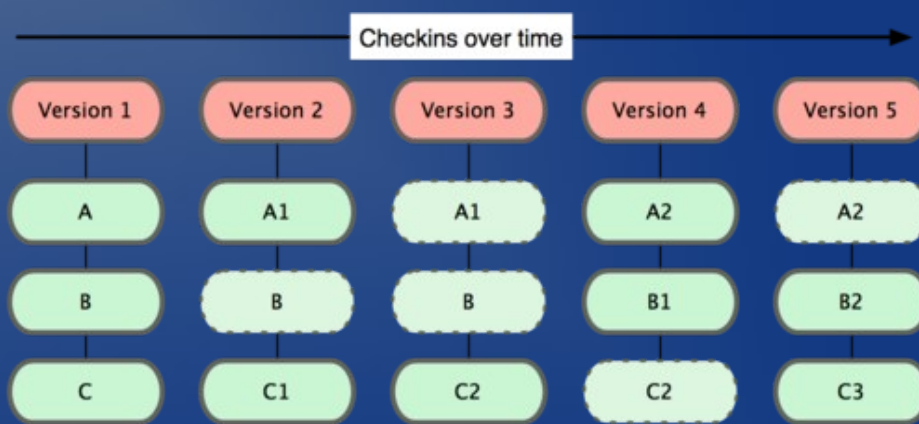 Checkins over time
Version 1 Version 2 Version 3 Version 4 Version 5
A A1 A1 A2 A2
B B B B1 B2
C C1 C2 C2 C3